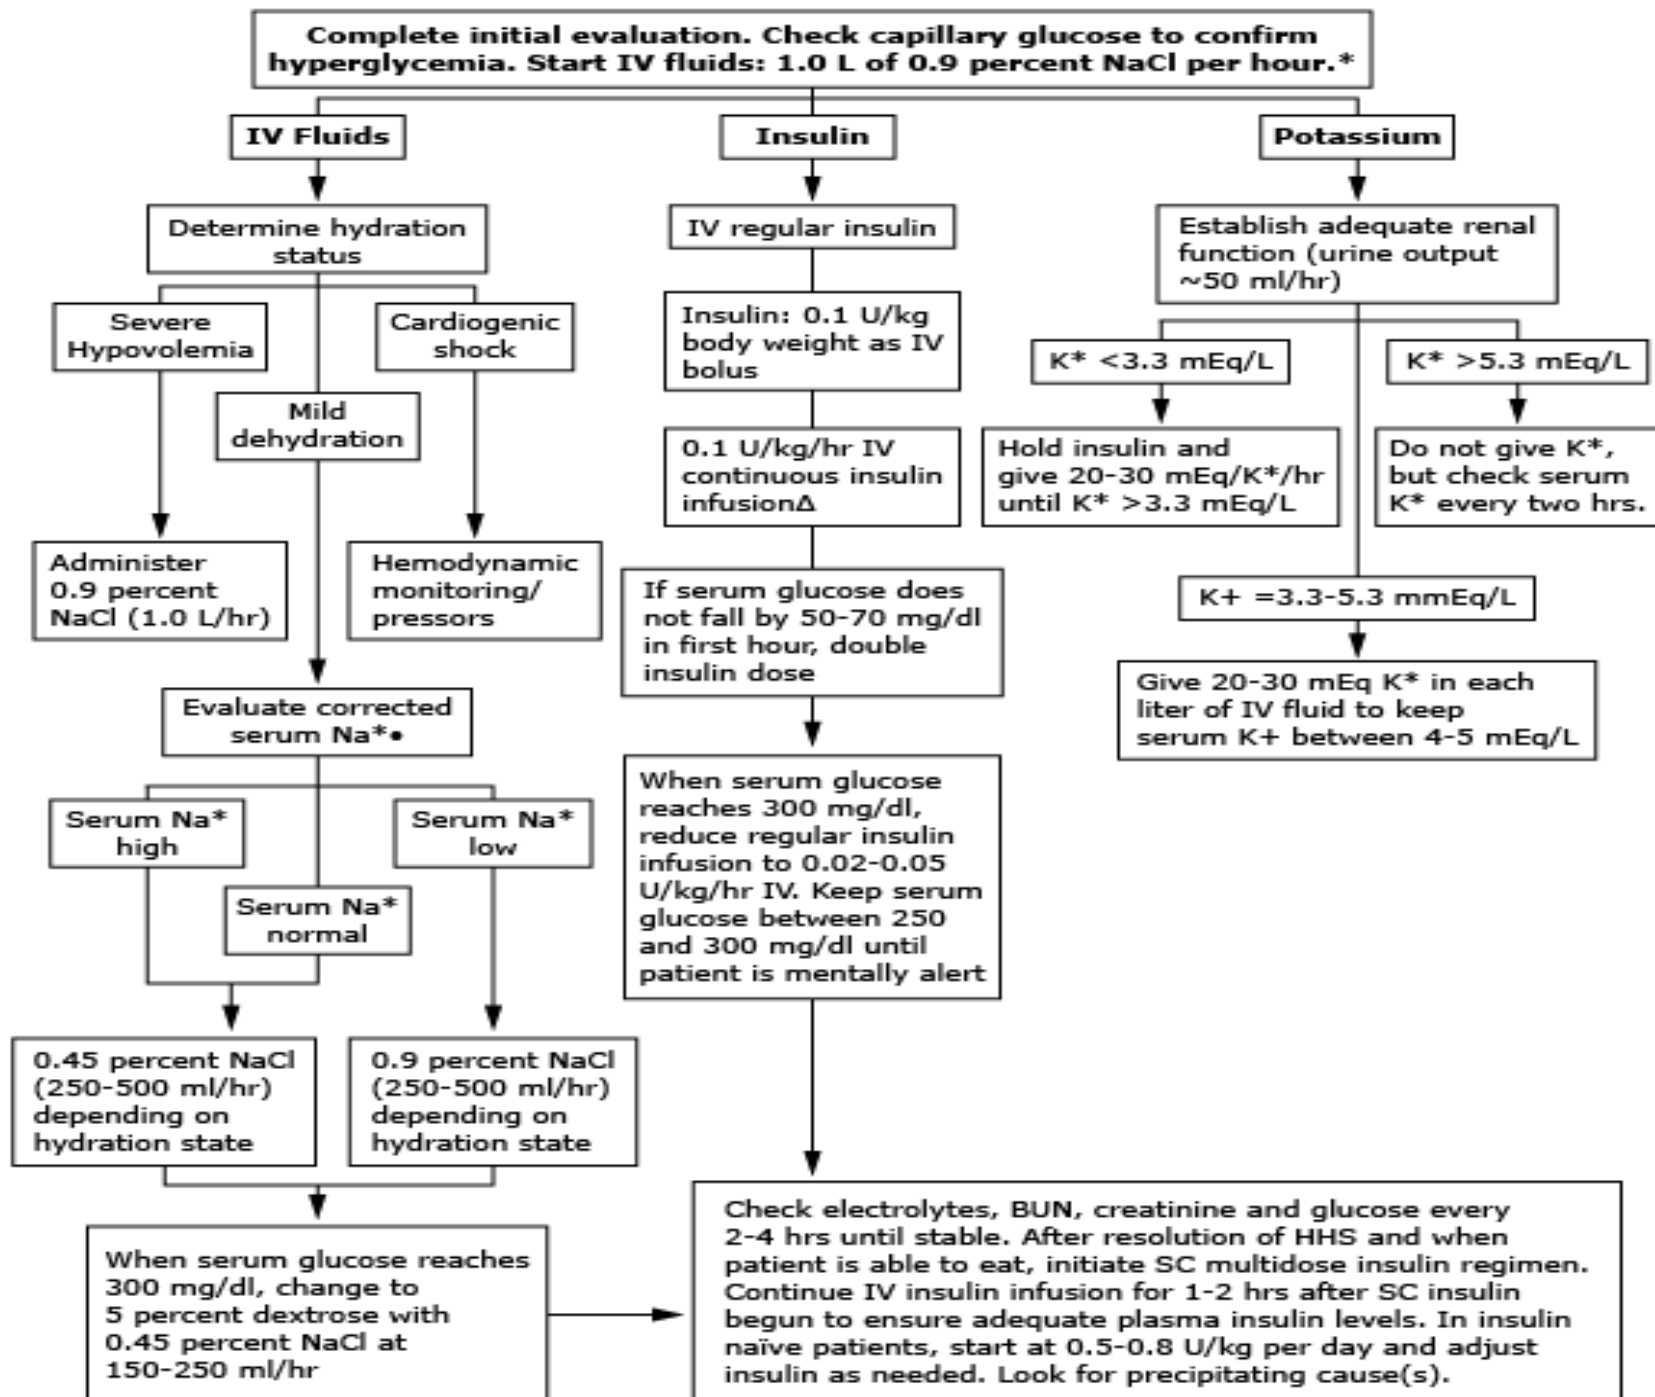 Complete initial evaluation. Check capillary glucose to confirm
hyperglycemia. Start IV fluids: 1.0 L of 0.9 percent NaCl per hour.*
IV Fluids
Determine hydration
status
Severe
Hypovolemia
Cardiogenic
shock
Mild
dehydration
Administer
0.9 percent
NaCl (1.0 L/hr)
Hemodynamic
monitoring/
pressors
Evaluate corrected
serum Na*•
Serum Na*
high
Serum Na*
low
Serum Na*
normal
0.45 percent NaCl
(250-500 ml/hr)
depending on
hydration state
0.9 percent NaCl
(250-500 ml/hr)
depending on
hydration state
When serum glucose reaches
300 mg/dl, change to
5 percent dextrose with
0.45 percent NaCl at
150-250 ml/hr
Insulin
IV regular insulin
Insulin: 0.1 U/kg
body weight as IV
bolus
0.1 U/kg/hr IV
continuous insulin
infusionΔ
If serum glucose does
not fall by 50-70 mg/dl
in first hour, double
insulin dose
When serum glucose
reaches 300 mg/dl,
reduce regular insulin
infusion to 0.02-0.05
U/kg/hr IV. Keep serum
glucose between 250
and 300 mg/dl until
patient is mentally alert
Potassium
Establish adequate renal
function (urine output
~50 ml/hr)
K* <3.3 mEq/L
K* >5.3 mEq/L
Hold insulin and
give 20-30 mEq/K*/hr
until K* >3.3 mEq/L
Do not give K*,
but check serum
K* every two hrs.
K+ =3.3-5.3 mmEq/L
Give 20-30 mEq K* in each
liter of IV fluid to keep
serum K+ between 4-5 mEq/L
Check electrolytes, BUN, creatinine and glucose every
2-4 hrs until stable. After resolution of HHS and when
patient is able to eat, initiate SC multidose insulin regimen.
Continue IV insulin infusion for 1-2 hrs after SC insulin
begun to ensure adequate plasma insulin levels. In insulin
naïve patients, start at 0.5-0.8 U/kg per day and adjust
insulin as needed. Look for precipitating cause(s).